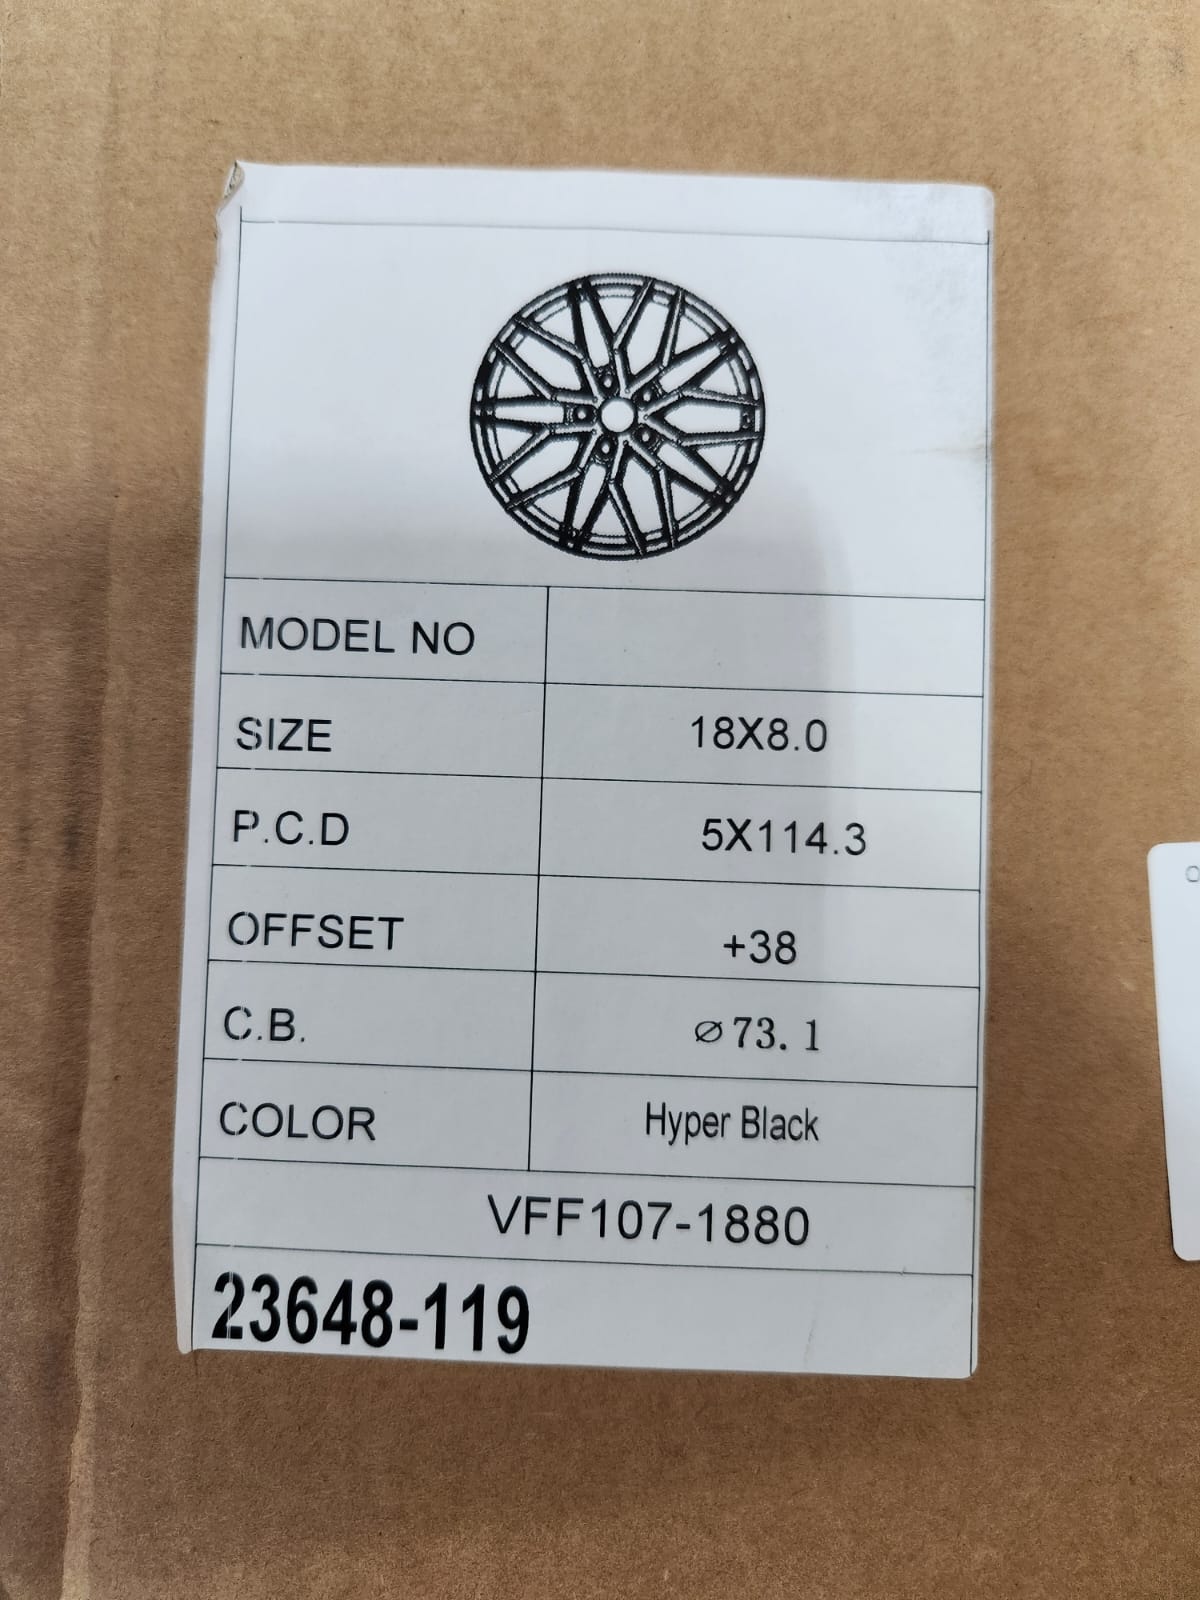 MODEL NO
SIZE 18X8.0
P.C.D 5X114.3
OFFSET +38
C.B. ⌀73.1
COLOR Hyper Black
VFF107-1880
23648-119